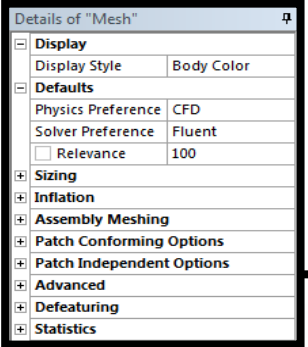 Details of "Mesh"
Display
Display Style Body Color
Defaults
Physics Preference CFD
Solver Preference Fluent
Relevance 100
Sizing
Inflation
Assembly Meshing
Patch Conforming Options
Patch Independent Options
Advanced
Defeaturing
Statistics